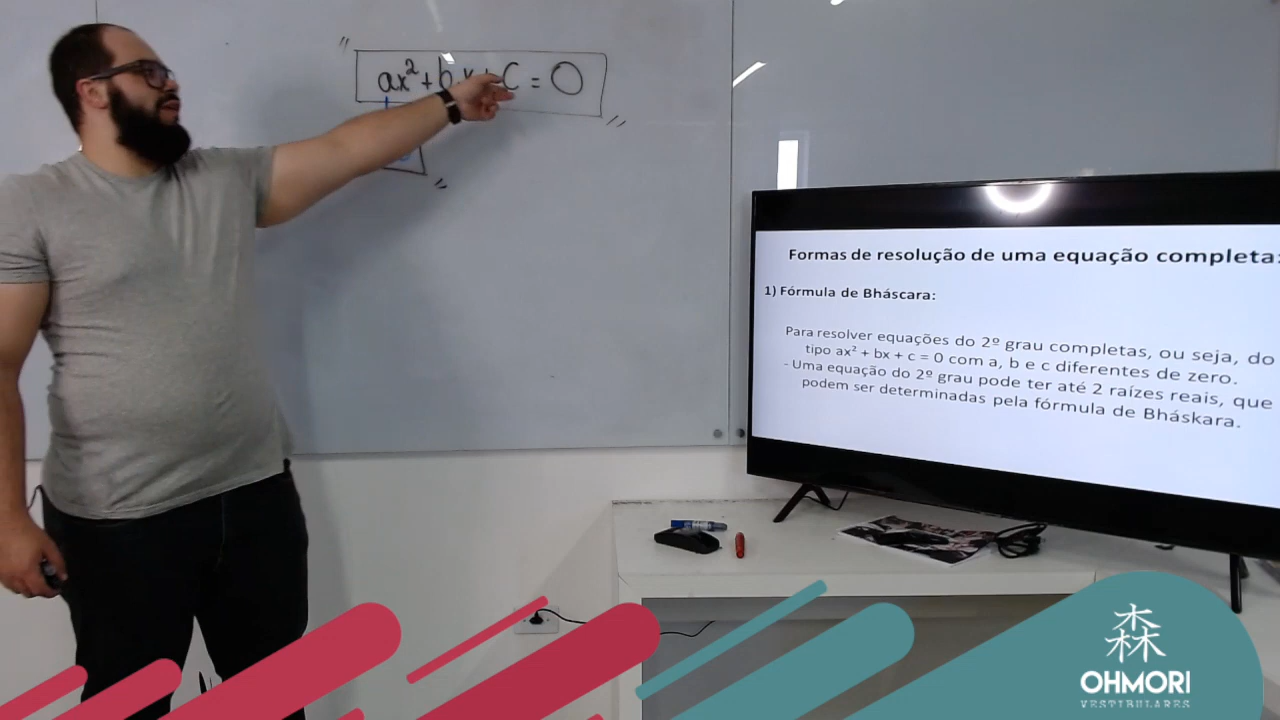 " ax² + bx + c = 0 "
Formas de resolução de uma equação completa:
1) Fórmula de Bháscara:
Para resolver equações do 2º grau completas, ou seja, do
tipo ax² + bx + c = 0 com a, b e c diferentes de zero.
- Uma equação do 2º grau pode ter até 2 raízes reais, que
podem ser determinadas pela fórmula de Bháskara.
森
OHMORI
VESTIBULARES